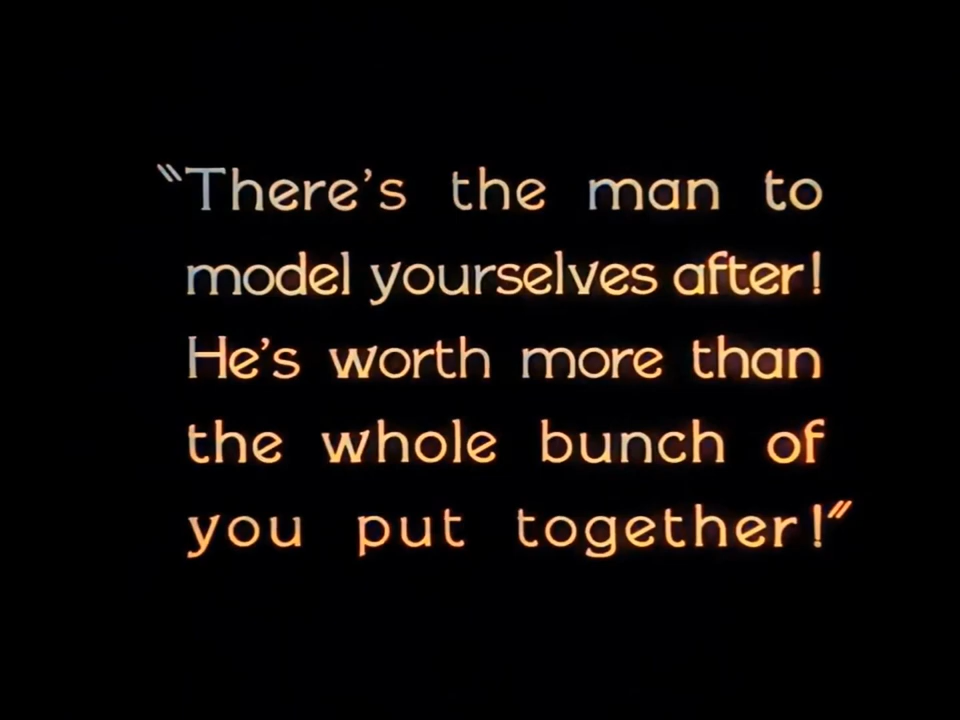 "There's the man to
model yourselves after!
He's worth more than
the whole bunch of
you put together!"